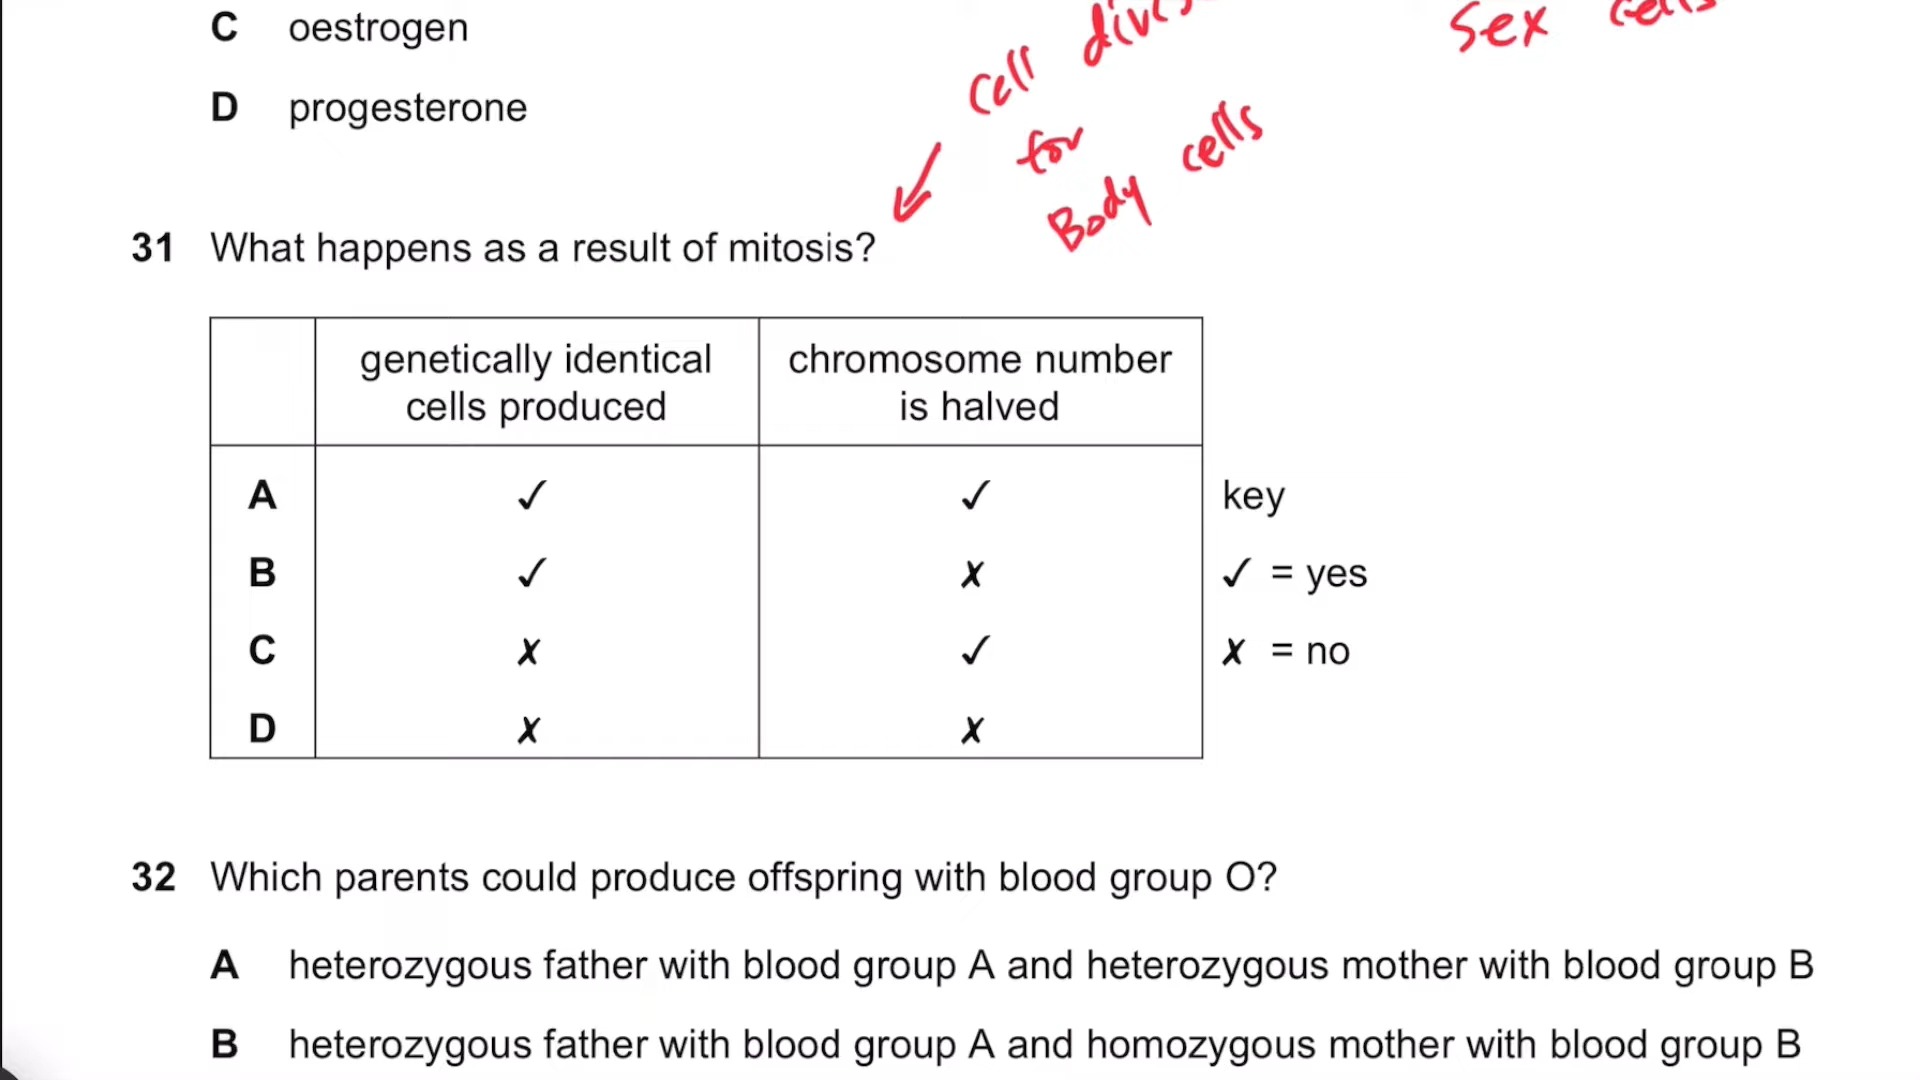 C oestrogen
Sex cells
cell
D progesterone
for
Body cells
31 What happens as a result of mitosis?
genetically identical cells produced
chromosome number is halved
A ✓ ✓ key
B ✓ ✗ ✓ = yes
C ✗ ✓ ✗ = no
D ✗ ✗
32 Which parents could produce offspring with blood group O?
A heterozygous father with blood group A and heterozygous mother with blood group B
B heterozygous father with blood group A and homozygous mother with blood group B